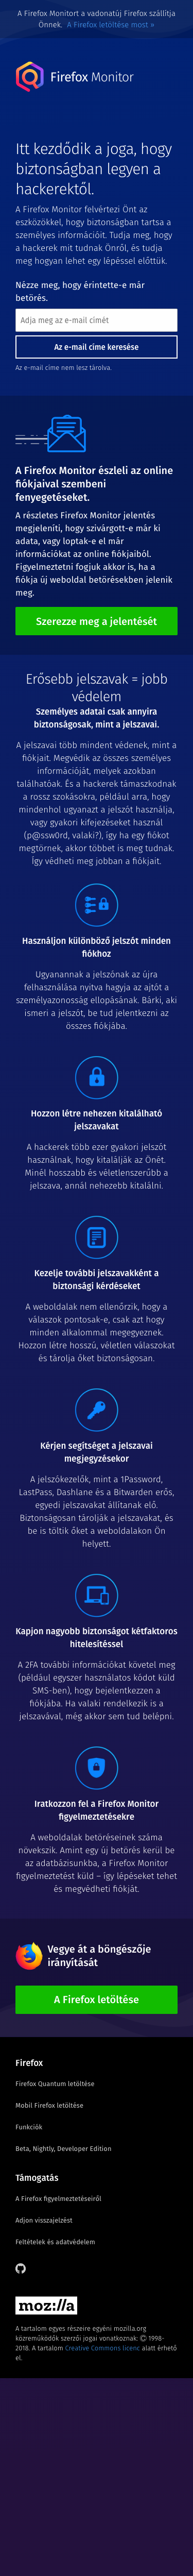 A Firefox Monitort a vadonatúj Firefox szállítja
Önnek. A Firefox letöltése most »
Firefox Monitor
Itt kezdődik a joga, hogy
biztonságban legyen a
hackerektől.
A Firefox Monitor felvértezi Önt az
eszközökkel, hogy biztonságban tartsa a
személyes információit. Tudja meg, hogy
a hackerek mit tudnak Önről, és tudja
meg hogyan lehet egy lépéssel előttük.
Nézze meg, hogy érintette-e már
betörés.
Adja meg az e-mail címét
Az e-mail címe keresése
Az e-mail címe nem lesz tárolva.
A Firefox Monitor észleli az online
fiókjaival szembeni
fenyegetéseket.
A részletes Firefox Monitor jelentés
megjeleníti, hogy szivárgott-e már ki
adata, vagy loptak-e el már
információkat az online fiókjaiból.
Figyelmeztetni fogjuk akkor is, ha a
fiókja új weboldal betörésekben jelenik
meg.
Szerezze meg a jelentését
Erősebb jelszavak = jobb
védelem
Személyes adatai csak annyira
biztonságosak, mint a jelszavai.
A jelszavai több mindent védenek, mint a
fiókjait. Megvédik az összes személyes
információját, melyek azokban
találhatóak. És a hackerek támaszkodnak
a rossz szokásokra, például arra, hogy
mindenhol ugyanazt a jelszót használja,
vagy gyakori kifejezéseket használ
(p@ssw0rd, valaki?), így ha egy fiókot
megtörnek, akkor többet is meg tudnak.
Így védheti meg jobban a fiókjait.
Használjon különböző jelszót minden
fiókhoz
Ugyanannak a jelszónak az újra
felhasználása nyitva hagyja az ajtót a
személyazonosság ellopásának. Bárki, aki
ismeri a jelszót, be tud jelentkezni az
összes fiókjába.
Hozzon létre nehezen kitalálható
jelszavakat
A hackerek több ezer gyakori jelszót
használnak, hogy kitalálják az Önét.
Minél hosszabb és véletlenszerűbb a
jelszava, annál nehezebb kitalálni.
Kezelje további jelszavakként a
biztonsági kérdéseket
A weboldalak nem ellenőrzik, hogy a
válaszok pontosak-e, csak azt hogy
minden alkalommal megegyeznek.
Hozzon létre hosszú, véletlen válaszokat
és tárolja őket biztonságosan.
Kérjen segítséget a jelszavai
megjegyzésekor
A jelszókezelők, mint a 1Password,
LastPass, Dashlane és a Bitwarden erős,
egyedi jelszavakat állítanak elő.
Biztonságosan tárolják a jelszavakat, és
be is töltik őket a weboldalakon Ön
helyett.
Kapjon nagyobb biztonságot kétfaktoros
hitelesítéssel
A 2FA további információkat követel meg
(például egyszer használatos kódot küld
SMS-ben), hogy bejelentkezzen a
fiókjába. Ha valaki rendelkezik is a
jelszavával, még akkor sem tud belépni.
Iratkozzon fel a Firefox Monitor
figyelmeztetésekre
A weboldalak betöréseinek száma
növekszik. Amint egy új betörés kerül be
az adatbázisunkba, a Firefox Monitor
figyelmeztetést küld – így lépéseket tehet
és megvédheti fiókját.
Vegye át a böngészője
irányítását
A Firefox letöltése
Firefox
Firefox Quantum letöltése
Mobil Firefox letöltése
Funkciók
Beta, Nightly, Developer Edition
Támogatás
A Firefox figyelmeztetéseiről
Adjon visszajelzést
Feltételek és adatvédelem
moz://a
A tartalom egyes részeire egyéni mozilla.org
közreműködők szerzői jogai vonatkoznak: © 1998–
2018. A tartalom Creative Commons licenc alatt érhető
el.